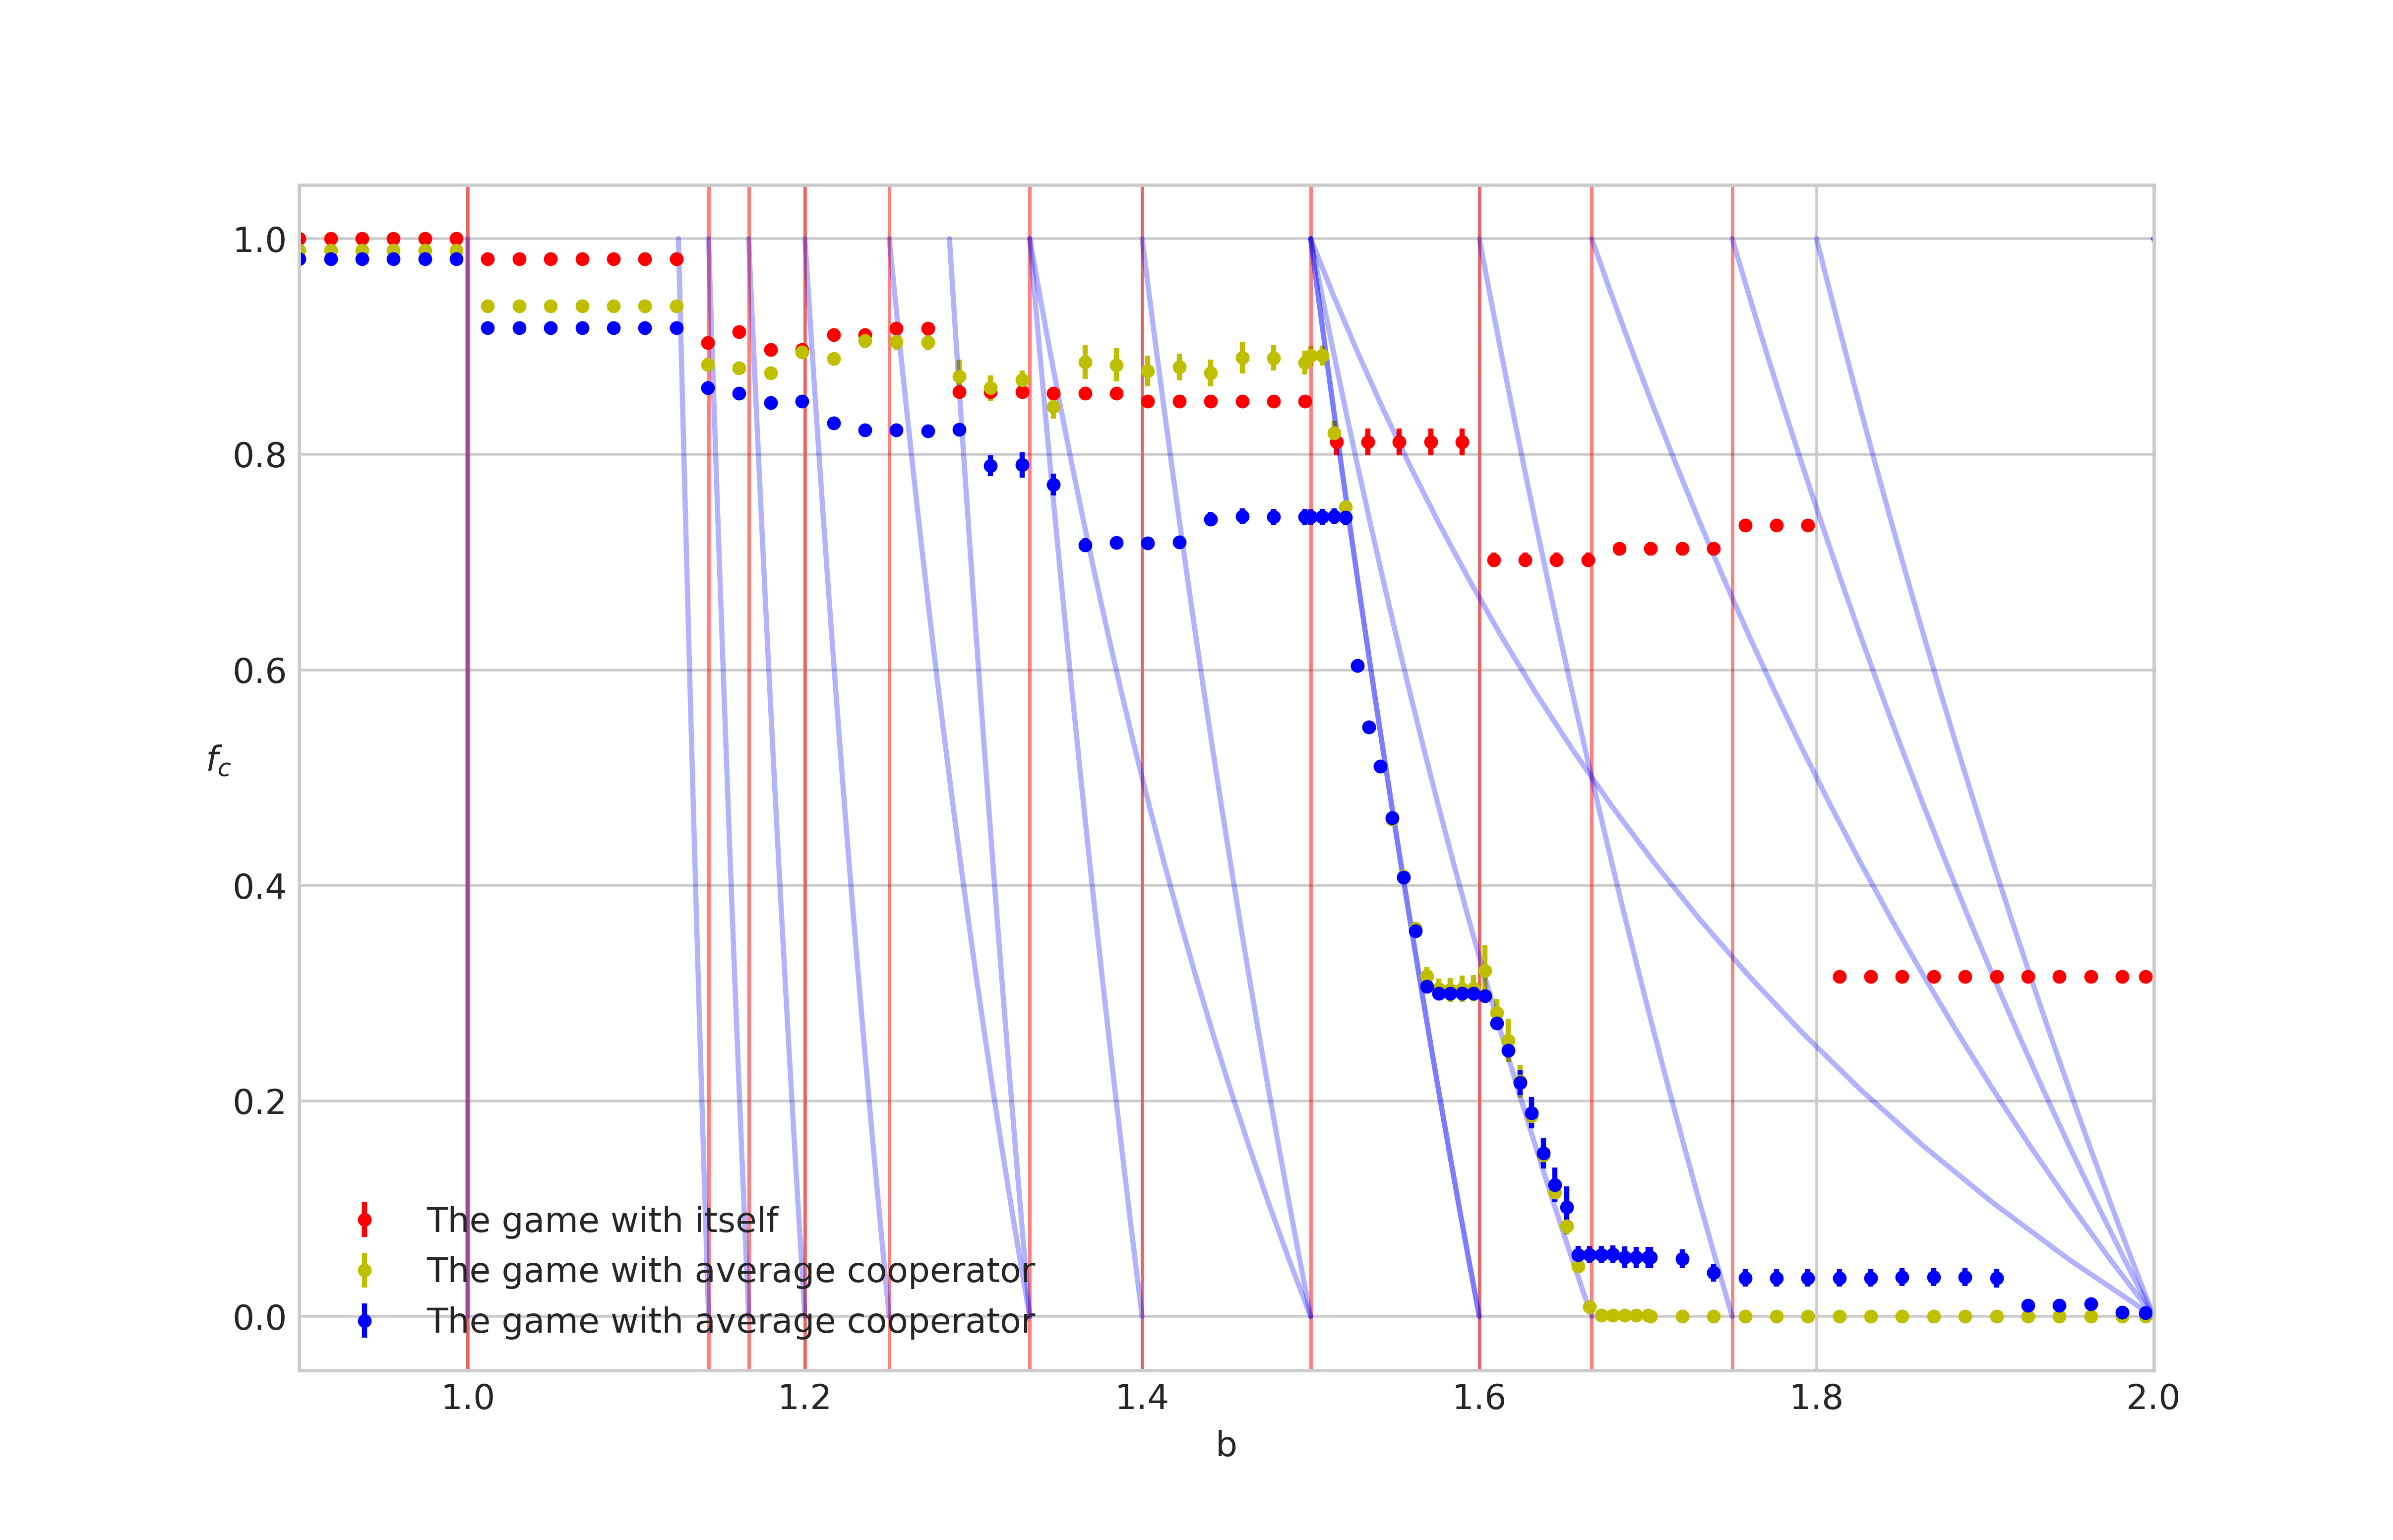 1.0
0.8
0.6
0.4
0.2
0.0
f_c
The game with itself
The game with average cooperator
The game with average cooperator
1.0 1.2 1.4 1.6 1.8 2.0
b